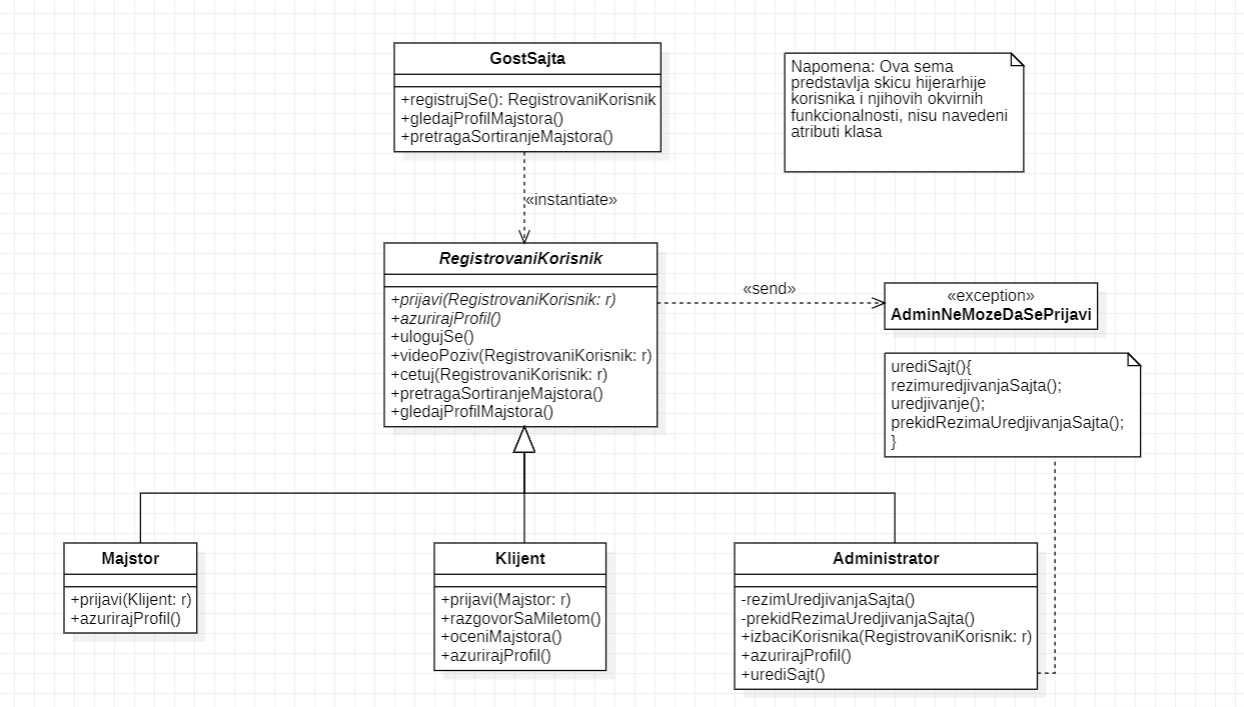 GostSajta
+registrujSe(): RegistrovaniKorisnik
+gledajProfilMajstora()
+pretragaSortiranjeMajstora()
Napomena: Ova sema
predstavlja skicu hijerarhije
korisnika i njihovih okvirnih
funkcionalnosti, nisu navedeni
atributi klasa
«instantiate»
RegistrovaniKorisnik
+prijavi(RegistrovaniKorisnik: r)
+azurirajProfil()
+ulogujSe()
+videoPoziv(RegistrovaniKorisnik: r)
+cetuj(RegistrovaniKorisnik: r)
+pretragaSortiranjeMajstora()
+gledajProfilMajstora()
«send»
«exception»
AdminNeMozeDaSePrijavi
urediSajt(){
rezimuredjivanjaSajta();
uredjivanje();
prekidRezimaUredjivanjaSajta();
}
Majstor
+prijavi(Klijent: r)
+azurirajProfil()
Klijent
+prijavi(Majstor: r)
+razgovorSaMiletom()
+oceniMajstora()
+azurirajProfil()
Administrator
-rezimUredjivanjaSajta()
-prekidRezimaUredjivanjaSajta()
+izbaciKorisnika(RegistrovaniKorisnik: r)
+azurirajProfil()
+urediSajt()